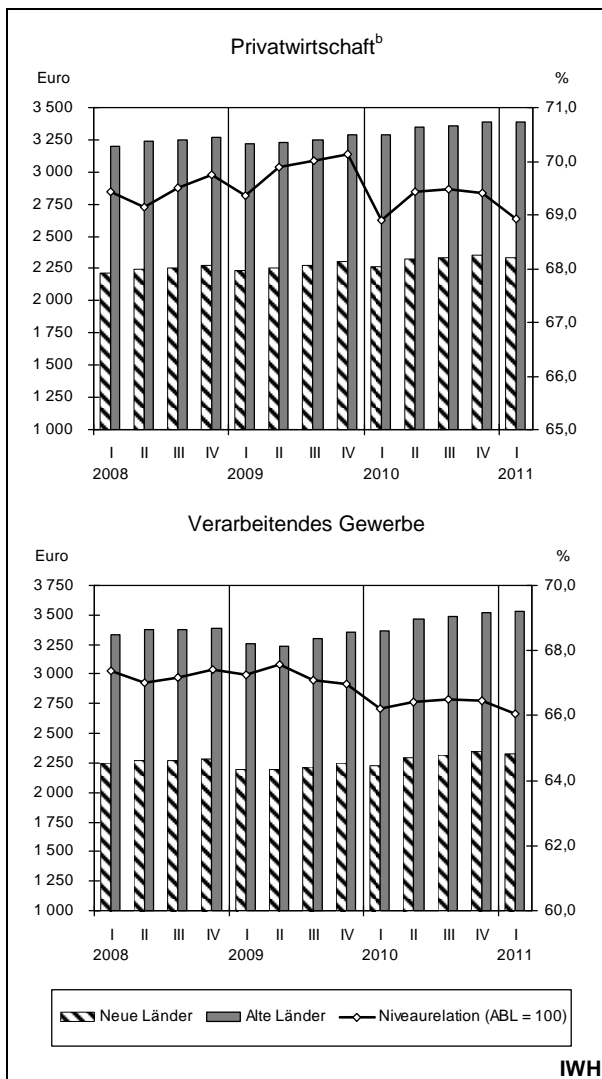 Privatwirtschaft^b
Euro %
3 500 71,0
3 250 70,0
3 000
2 750 69,0
2 500
2 250 68,0
2 000
1 750 67,0
1 500 66,0
1 250
1 000 65,0
I II III IV I II III IV I II III IV I
2008 2009 2010 2011
Verarbeitendes Gewerbe
Euro %
3 750 70,0
3 500
3 250 68,0
3 000
2 750 66,0
2 500
2 250 64,0
2 000
1 750
1 500 62,0
1 250
1 000 60,0
I II III IV I II III IV I II III IV I
2008 2009 2010 2011
Neue Länder Alte Länder Niveaurelation (ABL = 100)
IWH